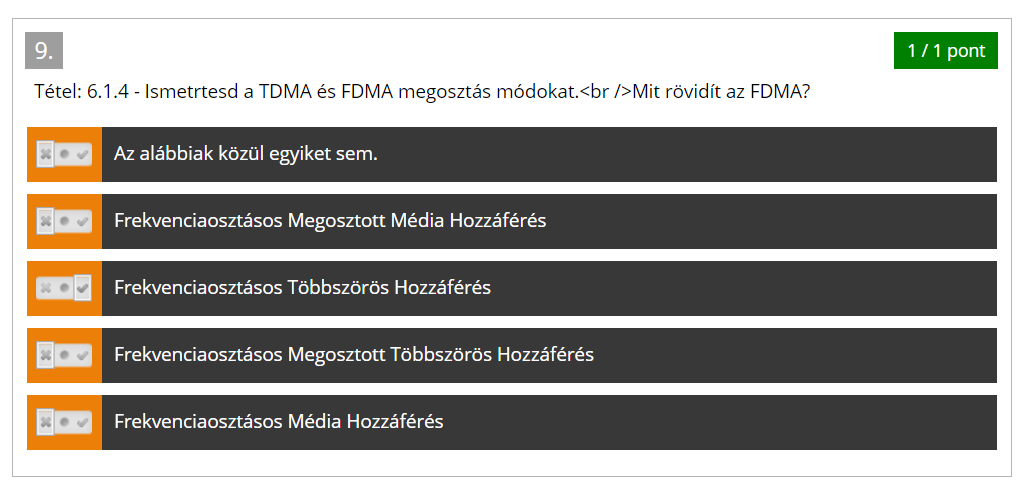 9.
1 / 1 pont
Tétel: 6.1.4 - Ismetrtesd a TDMA és FDMA megosztás módokat.<br />Mit rövidít az FDMA?
Az alábbiak közül egyiket sem.
Frekvenciaosztásos Megosztott Média Hozzáférés
Frekvenciaosztásos Többszörös Hozzáférés
Frekvenciaosztásos Megosztott Többszörös Hozzáférés
Frekvenciaosztásos Média Hozzáférés